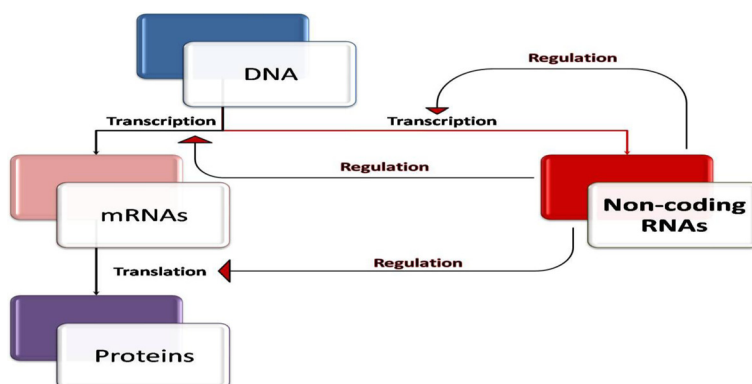 DNA
Regulation
Transcription
Transcription
Regulation
mRNAs
Non-coding
RNAs
Translation
Regulation
Proteins